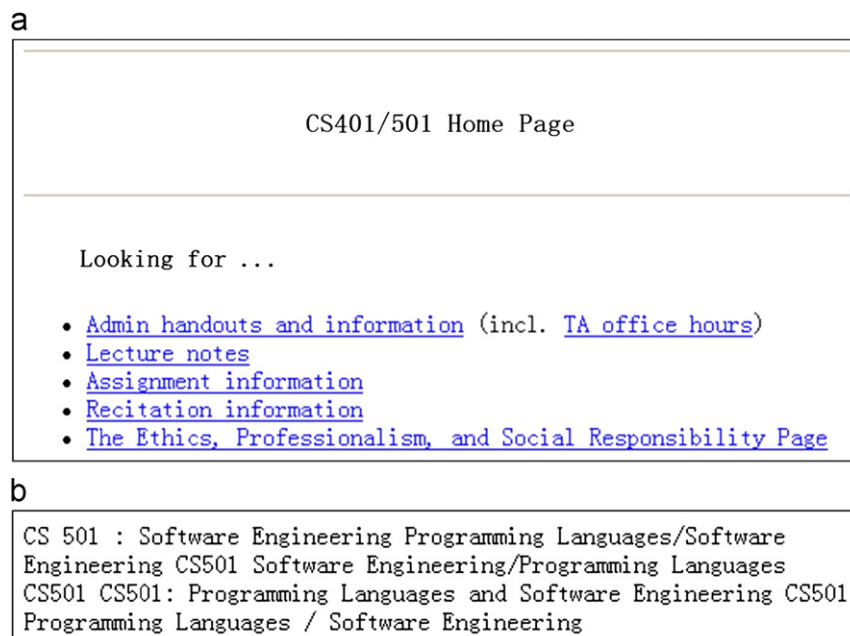 a
CS401/501 Home Page
Looking for ...
• Admin handouts and information (incl. TA office hours)
• Lecture notes
• Assignment information
• Recitation information
• The Ethics, Professionalism, and Social Responsibility Page
b
CS 501 : Software Engineering Programming Languages/Software
Engineering CS501 Software Engineering/Programming Languages
CS501 CS501: Programming Languages and Software Engineering CS501
Programming Languages / Software Engineering